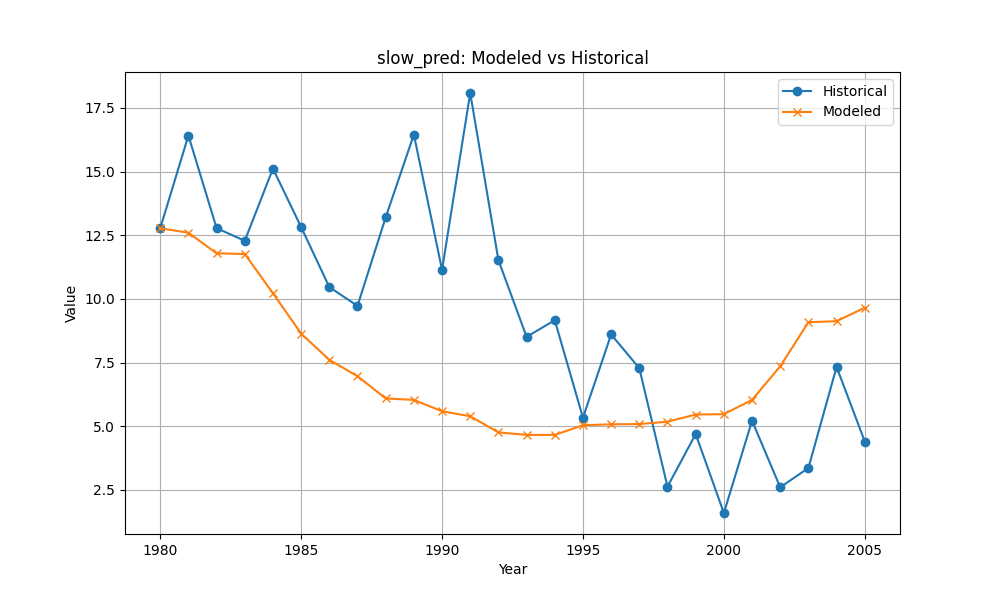 slow_pred: Modeled vs Historical
Historical
Modeled
17.5
15.0
12.5
10.0
7.5
5.0
2.5
Value
1980
1985
1990
1995
2000
2005
Year